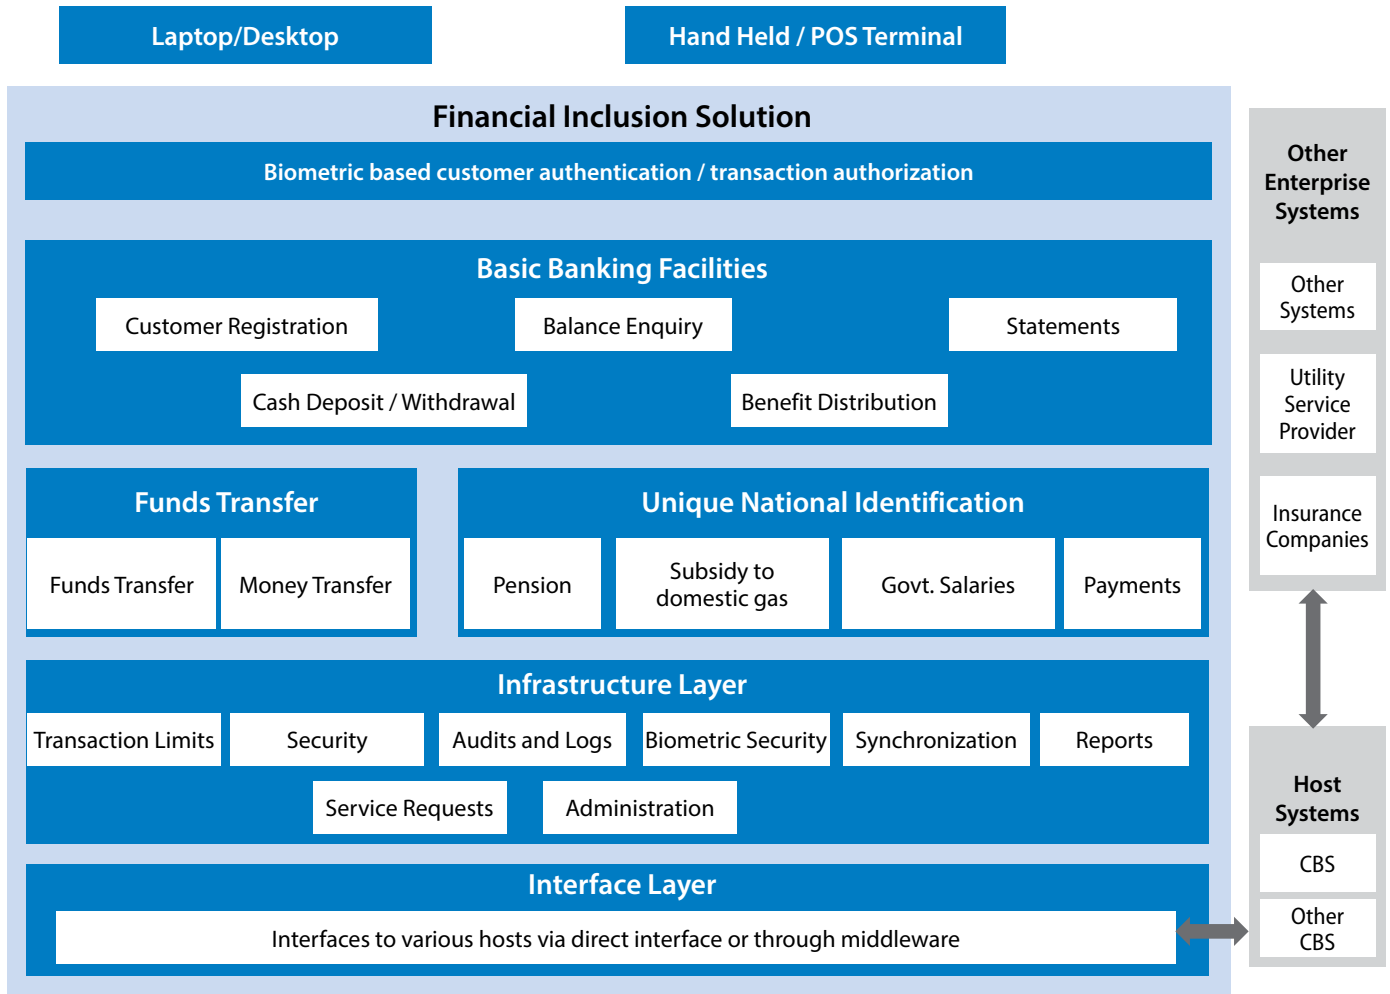 Laptop/Desktop
Hand Held / POS Terminal
Financial Inclusion Solution
Biometric based customer authentication / transaction authorization
Basic Banking Facilities
Customer Registration
Balance Enquiry
Statements
Cash Deposit / Withdrawal
Benefit Distribution
Funds Transfer
Funds Transfer
Money Transfer
Unique National Identification
Pension
Subsidy to
domestic gas
Govt. Salaries
Payments
Infrastructure Layer
Transaction Limits
Security
Audits and Logs
Biometric Security
Synchronization
Reports
Service Requests
Administration
Interface Layer
Interfaces to various hosts via direct interface or through middleware
Other
Enterprise
Systems
Other
Systems
Utility
Service
Provider
Insurance
Companies
Host
Systems
CBS
Other
CBS